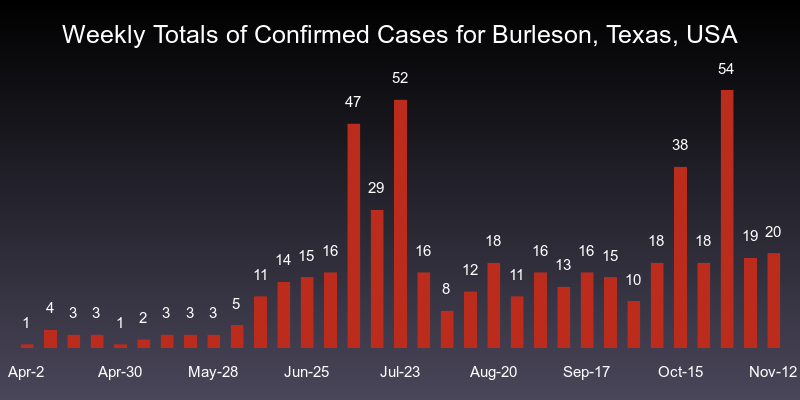 Weekly Totals of Confirmed Cases for Burleson, Texas, USA
1 4 3 3 1 2 3 3 3 5 11 14 15 16 47 29 52 16 8 12 18 11 16 13 16 15 10 18 38 18 54 19 20
Apr-2 Apr-30 May-28 Jun-25 Jul-23 Aug-20 Sep-17 Oct-15 Nov-12